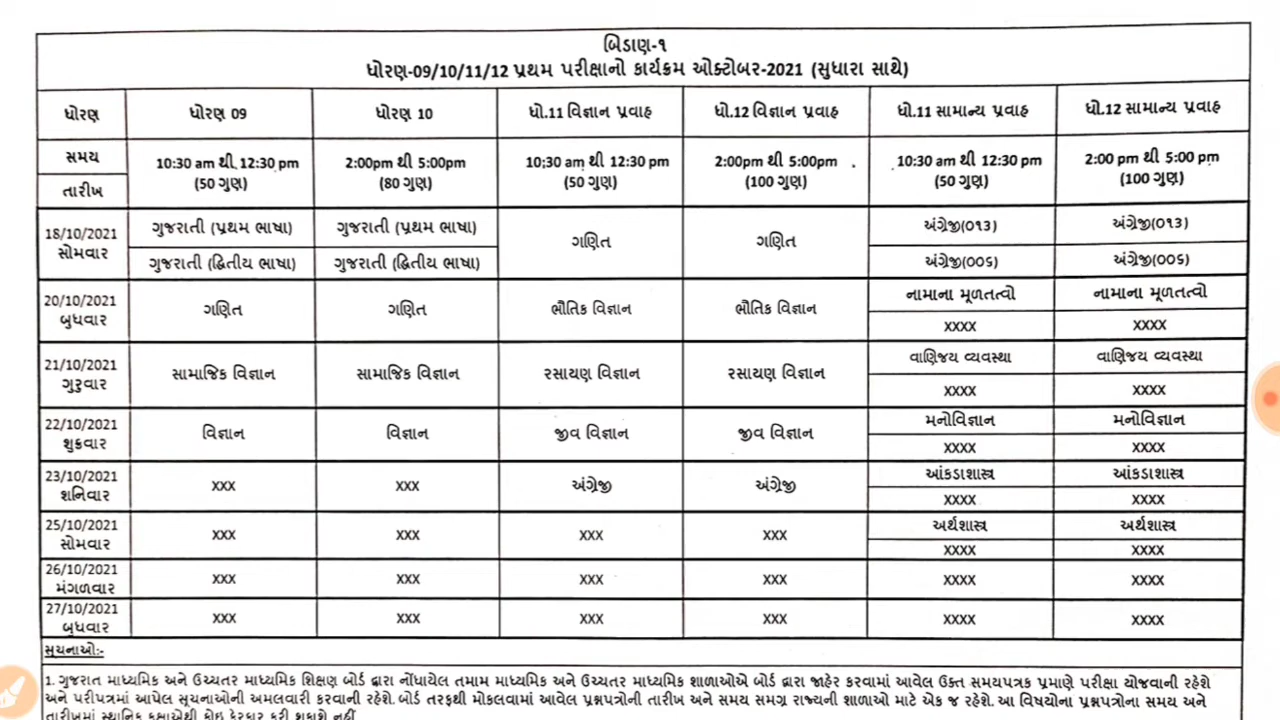 બિડાણ-૧
ધોરણ-09/10/11/12 પ્રથમ પરીક્ષાનો કાર્યક્રમ ઓક્ટોબર-2021 (સુધારા સાથે)
ધોરણ ધોરણ 09 ધોરણ 10 ધો.11 વિજ્ઞાન પ્રવાહ ધો.12 વિજ્ઞાન પ્રવાહ ધો.11 સામાન્ય પ્રવાહ ધો.12 સામાન્ય પ્રવાહ
સમય 10:30 am થી 12:30 pm 2:00pm થી 5:00pm 10:30 am થી 12:30 pm 2:00pm થી 5:00pm 10:30 am થી 12:30 pm 2:00 pm થી 5:00 pm
તારીખ (50 ગુણ) (80 ગુણ) (50 ગુણ) (100 ગુણ) (50 ગુણ) (100 ગુણ)
18/10/2021 ગુજરાતી (પ્રથમ ભાષા) ગુજરાતી (પ્રથમ ભાષા) ગણિત ગણિત અંગ્રેજી(૦૧૩) અંગ્રેજી(૦૧૩)
સોમવાર ગુજરાતી (દ્વિતીય ભાષા) ગુજરાતી (દ્વિતીય ભાષા) અંગ્રેજી(૦૦૬) અંગ્રેજી(૦૦૬)
20/10/2021 ગણિત ગણિત ભૌતિક વિજ્ઞાન ભૌતિક વિજ્ઞાન નામાના મૂળતત્વો નામાના મૂળતત્વો
બુધવાર XXXX XXXX
21/10/2021 સામાજિક વિજ્ઞાન સામાજિક વિજ્ઞાન રસાયણ વિજ્ઞાન રસાયણ વિજ્ઞાન વાણિજય વ્યવસ્થા વાણિજય વ્યવસ્થા
ગુરુવાર XXXX XXXX
22/10/2021 વિજ્ઞાન વિજ્ઞાન જીવ વિજ્ઞાન જીવ વિજ્ઞાન મનોવિજ્ઞાન મનોવિજ્ઞાન
શુક્રવાર XXXX XXXX
23/10/2021 XXX XXX અંગ્રેજી અંગ્રેજી આંકડાશાસ્ત્ર આંકડાશાસ્ત્ર
શનિવાર XXXX XXXX
25/10/2021 XXX XXX XXX XXX અર્થશાસ્ત્ર અર્થશાસ્ત્ર
સોમવાર XXXX XXXX
26/10/2021 XXX XXX XXX XXX XXXX XXXX
મંગળવાર
27/10/2021 XXX XXX XXX XXX XXXX XXXX
બુધવાર
સૂચનાઓ:-
1. ગુજરાત માધ્યમિક અને ઉચ્ચતર માધ્યમિક શિક્ષણ બોર્ડ દ્વારા નોંધાયેલ તમામ માધ્યમિક અને ઉચ્ચતર માધ્યમિક શાળાઓએ બોર્ડ દ્વારા જાહેર કરવામાં આવેલ ઉક્ત સમયપત્રક પ્રમાણે પરીક્ષા યોજવાની રહેશે
અને પરીપત્રમાં આપેલ સૂચનાઓની અમલવારી કરવાની રહેશે. બોર્ડ તરફથી મોકલવામાં આવેલ પ્રશ્નપત્રોની તારીખ અને સમય સમગ્ર રાજ્યની શાળાઓ માટે એક જ રહેશે. આ વિષયોના પ્રશ્નપત્રોના સમય અને
તારીખમાં સ્થાનિક કક્ષાએથી કોઇ ફેરફાર કરી શકાશે નહીં